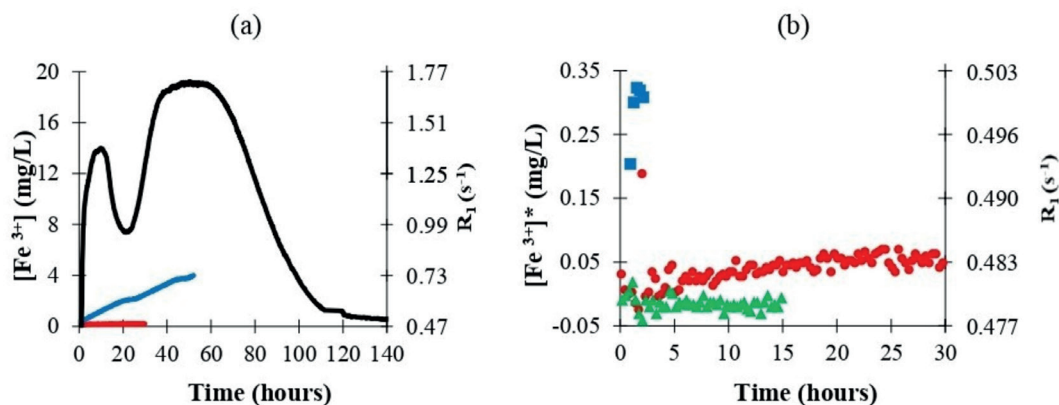 (a)
20
16
12
8
4
0
[Fe ³⁺] (mg/L)
1.77
1.51
1.25
0.99
0.73
0.47
R₁ (s⁻¹)
0 20 40 60 80 100 120 140
Time (hours)
(b)
0.35
0.25
0.15
0.05
-0.05
[Fe ³⁺]* (mg/L)
0.503
0.496
0.490
0.483
0.477
R₁ (s⁻¹)
0 5 10 15 20 25 30
Time (hours)